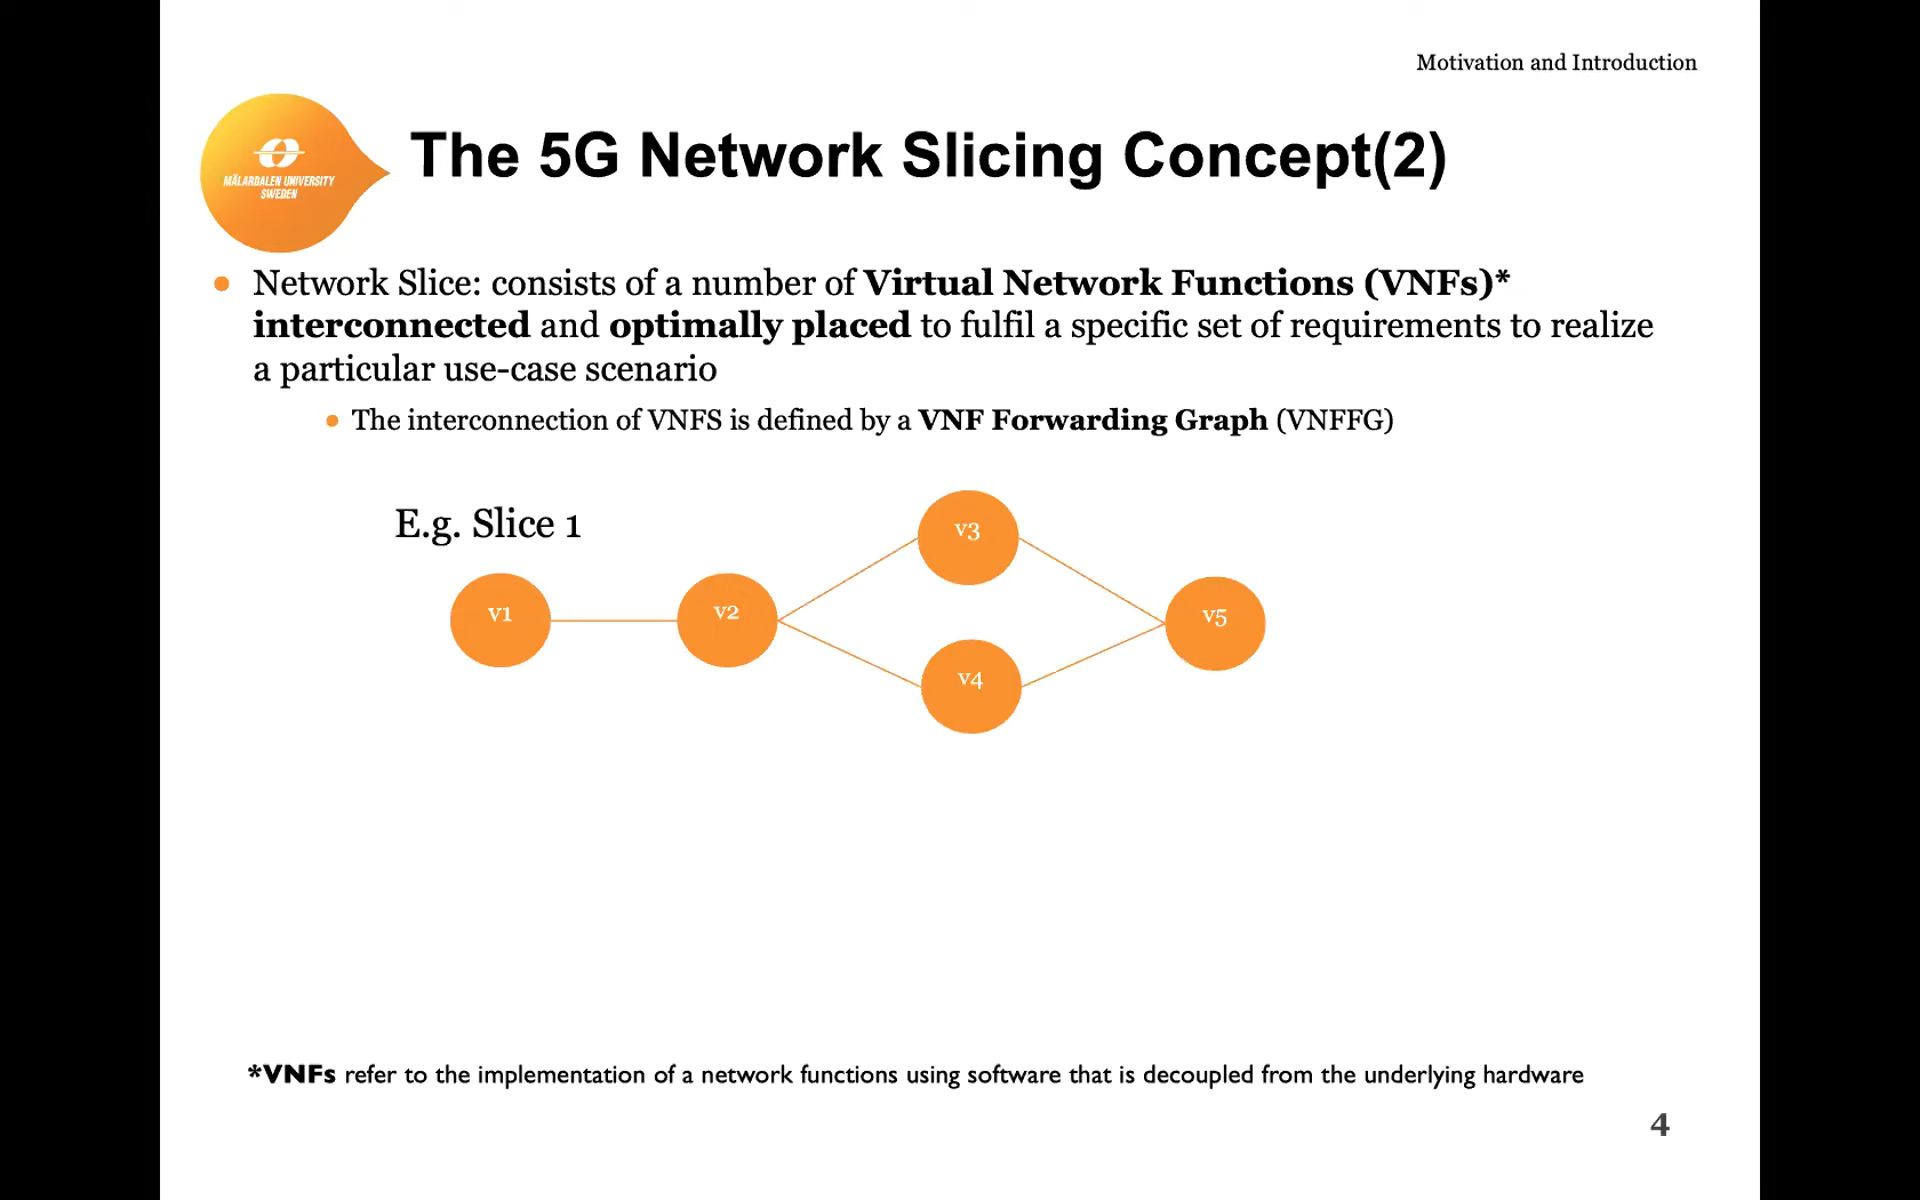 Motivation and Introduction
MÄLARDALEN UNIVERSITY
SWEDEN
The 5G Network Slicing Concept(2)
Network Slice: consists of a number of Virtual Network Functions (VNFs)*
interconnected and optimally placed to fulfil a specific set of requirements to realize
a particular use-case scenario
The interconnection of VNFS is defined by a VNF Forwarding Graph (VNFFG)
E.g. Slice 1
v1
v2
v3
v4
v5
*VNFs refer to the implementation of a network functions using software that is decoupled from the underlying hardware
4